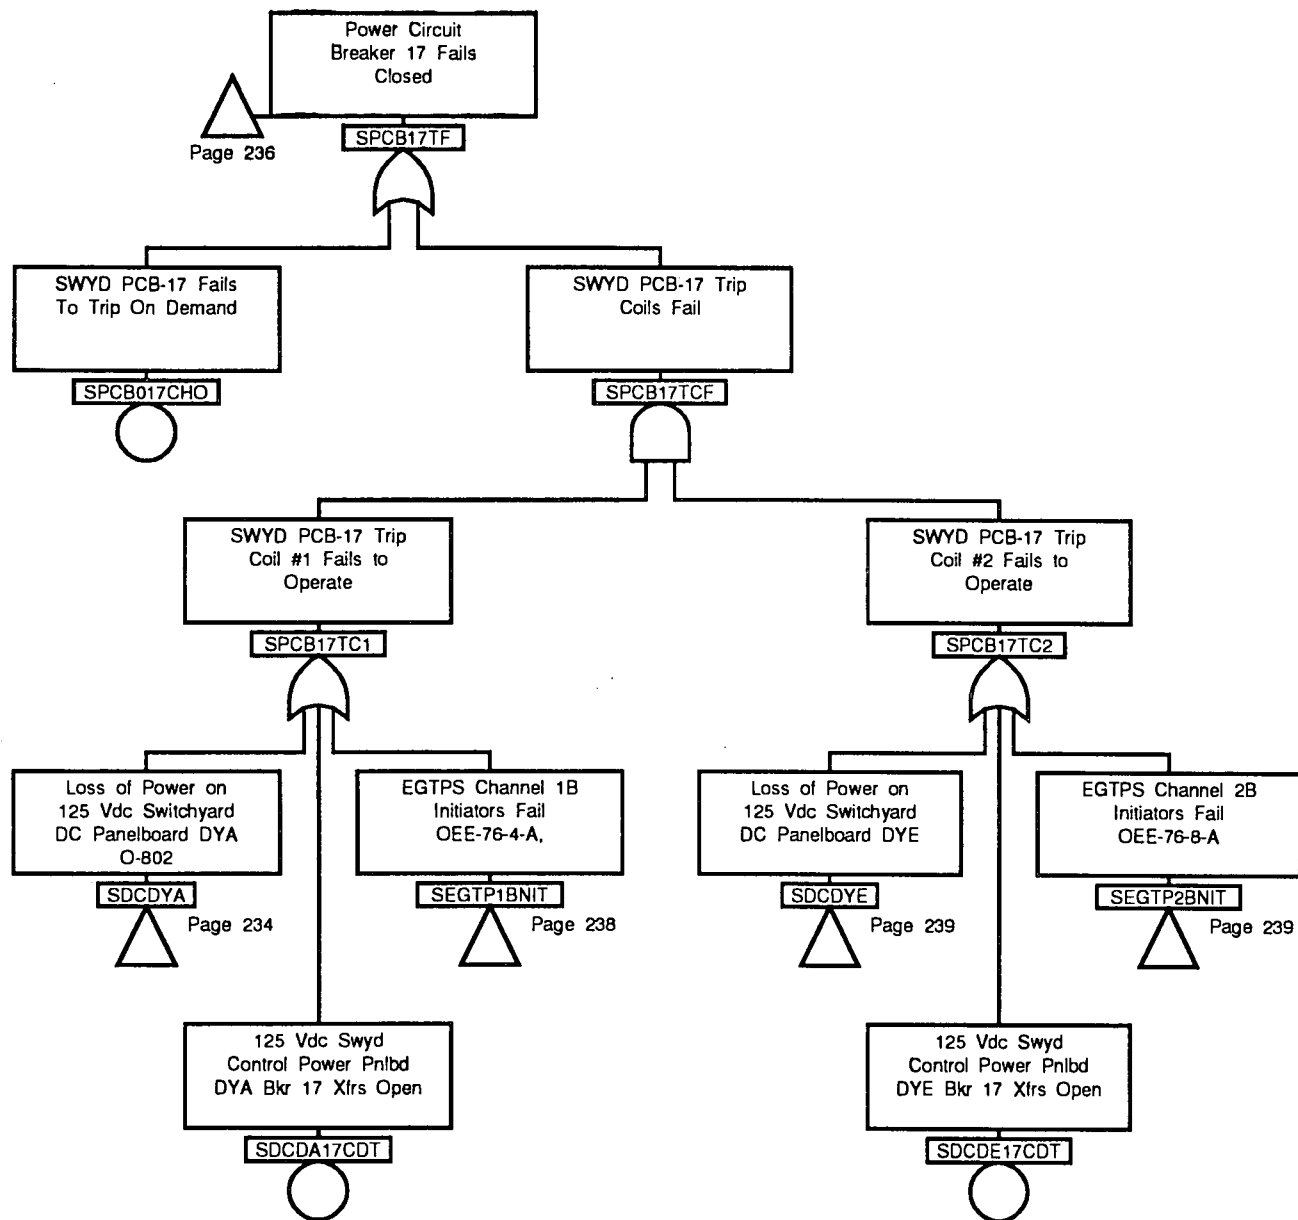 Power Circuit
Breaker 17 Fails
Closed
Page 236
SPCB17TF
SWYD PCB-17 Fails
To Trip On Demand
SPCB017CHO
SWYD PCB-17 Trip
Coils Fail
SPCB17TCF
SWYD PCB-17 Trip
Coil #1 Fails to
Operate
SPCB17TC1
SWYD PCB-17 Trip
Coil #2 Fails to
Operate
SPCB17TC2
Loss of Power on
125 Vdc Switchyard
DC Panelboard DYA
O-802
SDCDYA
Page 234
EGTPS Channel 1B
Initiators Fail
OEE-76-4-A,
SEGTP1BNIT
Page 238
Loss of Power on
125 Vdc Switchyard
DC Panelboard DYE
SDCDYE
Page 239
EGTPS Channel 2B
Initiators Fail
OEE-76-8-A
SEGTP2BNIT
Page 239
125 Vdc Swyd
Control Power Pnlbd
DYA Bkr 17 Xfrs Open
SDCDA17CDT
125 Vdc Swyd
Control Power Pnlbd
DYE Bkr 17 Xfrs Open
SDCDE17CDT